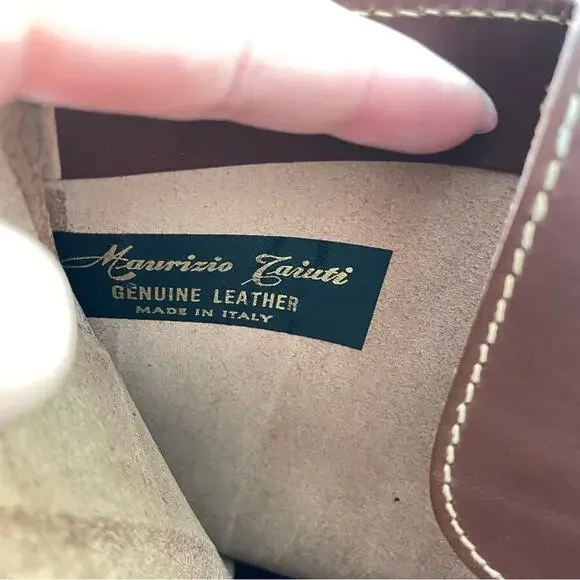 Maurizio Taiuti
GENUINE LEATHER
MADE IN ITALY